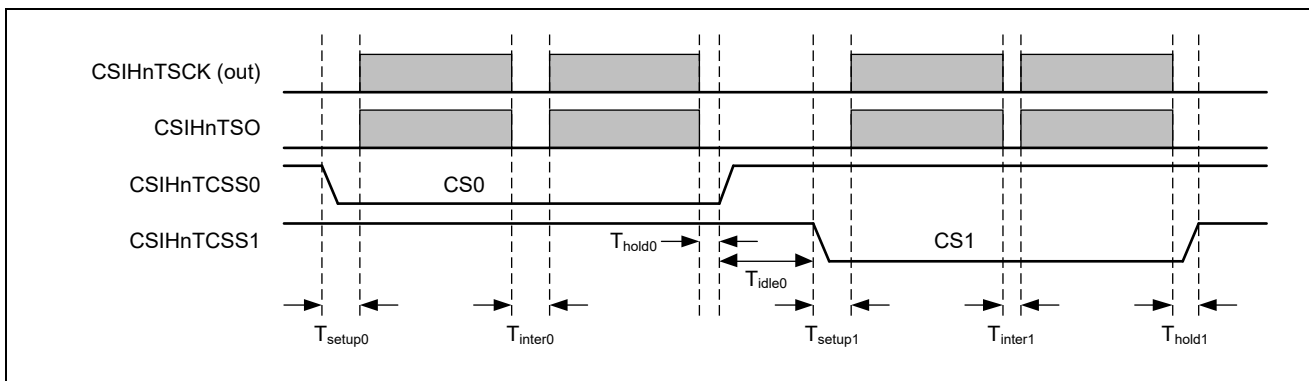 CSIHnTSCK (out)
CSIHnTSO
CSIHnTCSS0
CS0
CSIHnTCSS1
Thold0
CS1
Tidle0
Tsetup0
Tinter0
Tsetup1
Tinter1
Thold1